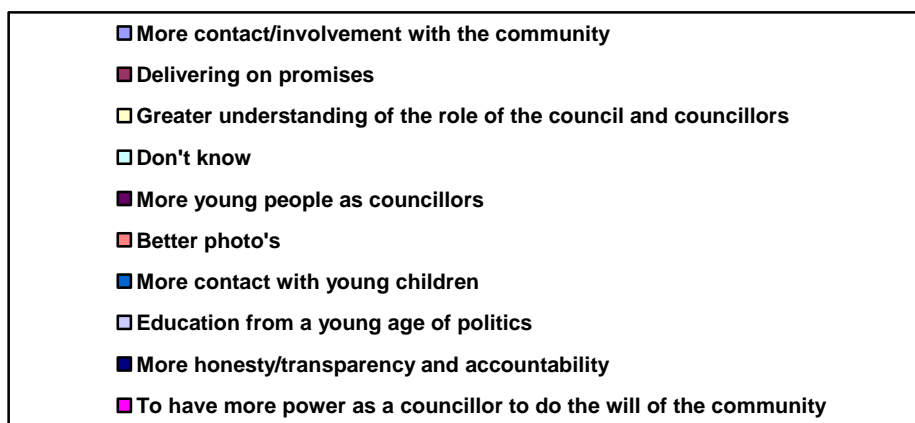 More contact/involvement with the community
Delivering on promises
Greater understanding of the role of the council and councillors
Don't know
More young people as councillors
Better photo's
More contact with young children
Education from a young age of politics
More honesty/transparency and accountability
To have more power as a councillor to do the will of the community